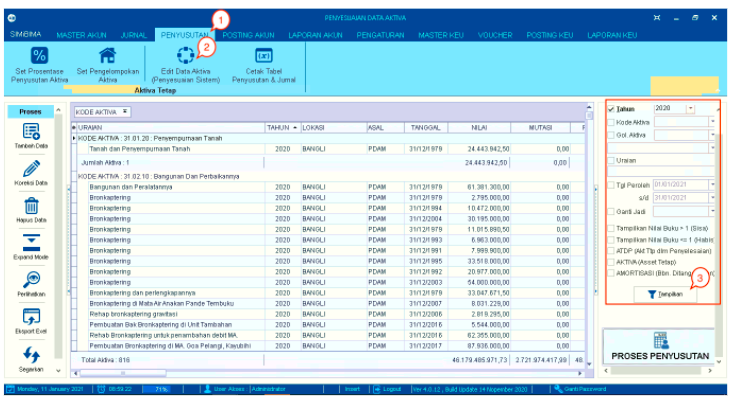 PENYESUAIAN DATA AKTIVA
SIMBIMA MASTER AKUN JURNAL PENYUSUTAN POSTING AKUN LAPORAN AKUN PENGATURAN MASTER KEU VOUCHER POSTING KEU LAPORAN KEU
1
2
Set Prosentase Penyusutan Aktiva
Set Pengelompokan Aktiva
Edit Data Aktiva (Penyesuaian Sistem)
Cetak Tabel Penyusutan & Jurnal
Aktiva Tetap
Proses
Tambah Data
Koreksi Data
Hapus Data
Expand Mode
Perlihatkan
Eksport Exel
Segarkan
KODE AKTIVA
URAIAN TAHUN LOKASI ASAL TANGGAL NILAI MUTASI
KODE AKTIVA : 31.01.20 : Penyempurnaan Tanah
Tanah dan Penyempurnaan Tanah 2020 BANGLI PDAM 31/12/1979 24.443.942,50 0,00
Jumlah Aktiva : 1 24.443.942,50 0,00
KODE AKTIVA : 31.02.10 : Bangunan Dan Perbaikannya
Bangunan dan Peralatannya 2020 BANGLI PDAM 31/12/1979 61.381.300,00 0,00
Bronkaptering 2020 BANGLI PDAM 31/12/1979 2.795.000,00 0,00
Bronkaptering 2020 BANGLI PDAM 31/12/1994 10.472.000,00 0,00
Bronkaptering 2020 BANGLI PDAM 31/12/2004 30.195.000,00 0,00
Bronkaptering 2020 BANGLI PDAM 31/12/1979 11.015.890,50 0,00
Bronkaptering 2020 BANGLI PDAM 31/12/1993 6.963.000,00 0,00
Bronkaptering 2020 BANGLI PDAM 31/12/1991 7.999.900,00 0,00
Bronkaptering 2020 BANGLI PDAM 31/12/1995 33.518.000,00 0,00
Bronkaptering 2020 BANGLI PDAM 31/12/1992 20.977.000,00 0,00
Bronkaptering 2020 BANGLI PDAM 31/12/2003 54.000.000,00 0,00
Bronkaptering dan perlengkapannya 2020 BANGLI PDAM 31/12/1979 33.047.671,50 0,00
Bronkaptering di Mata Air Anakan Pande Tembuku 2020 BANGLI PDAM 31/12/2007 8.031.229,00 0,00
Rehap bronkaptering gravitasi 2020 BANGLI PDAM 31/12/2006 2.819.295,00 0,00
Pembuatan Bak Bronkaptering di Unit Tambahan 2020 BANGLI PDAM 31/12/2016 5.544.000,00 0,00
Rehab Bronkaptering untuk penambahan debit MA 2020 BANGLI PDAM 31/12/2016 62.355.000,00 0,00
Pembuatan Bronkaptering di MA. Goa Pelangi, Kayubihi 2020 BANGLI PDAM 31/12/2017 87.936.000,00 0,00
Total Aktiva : 816 46.179.485.971,73 2.721.974.417,99 48
Tahun 2020
Kode Aktiva
Gol. Aktiva
Uraian
Tgl Peroleh 01/01/2021
s/d 31/01/2021
Ganti Jadi
Tampilkan Nilai Buku = 1 (Sisa)
Tampilkan Nilai Buku <= 1 (Habis
ATDP (Akt Ttp dlm Penyelesaian)
AKTIVA (Asset Tetap)
AMORTISASI (Bbn. Ditang
3
Tampilkan
PROSES PENYUSUTAN
Monday, 11 January 2021 05:59:22 71% User Akses Administrator Insert Logout Ver 4.0.12 , Build Update 14 Nopember 2020 Ganti Password